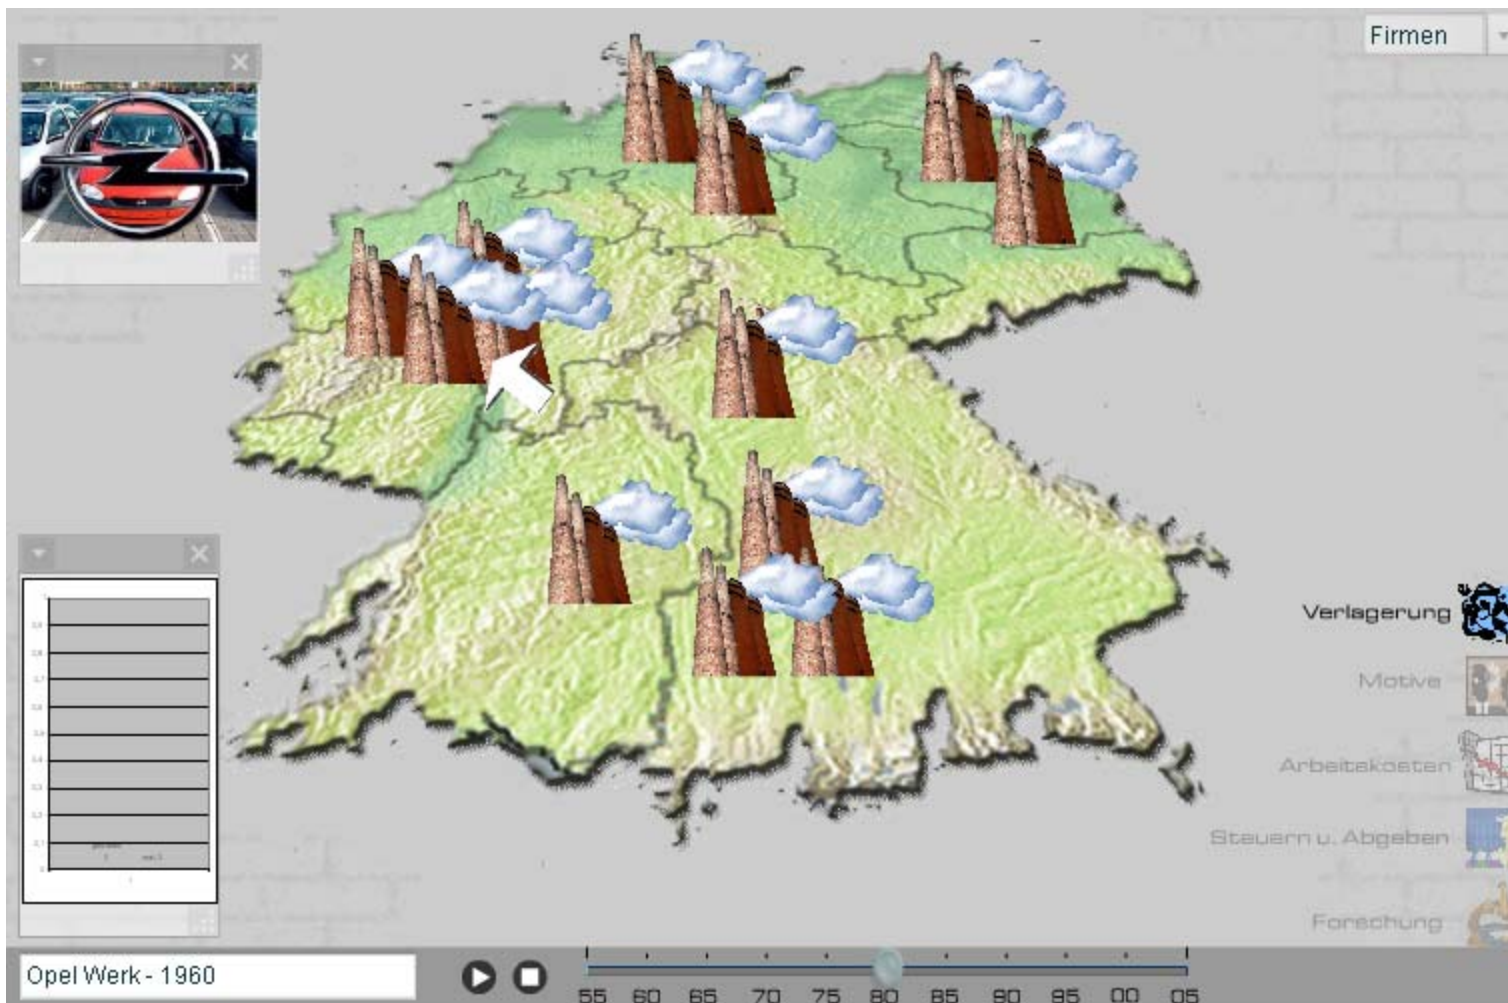 Firmen
Verlagerung
Motive
Arbeitskosten
Steuern u. Abgaben
Forschung
Opel Werk - 1960
55 60 65 70 75 80 85 90 95 00 05